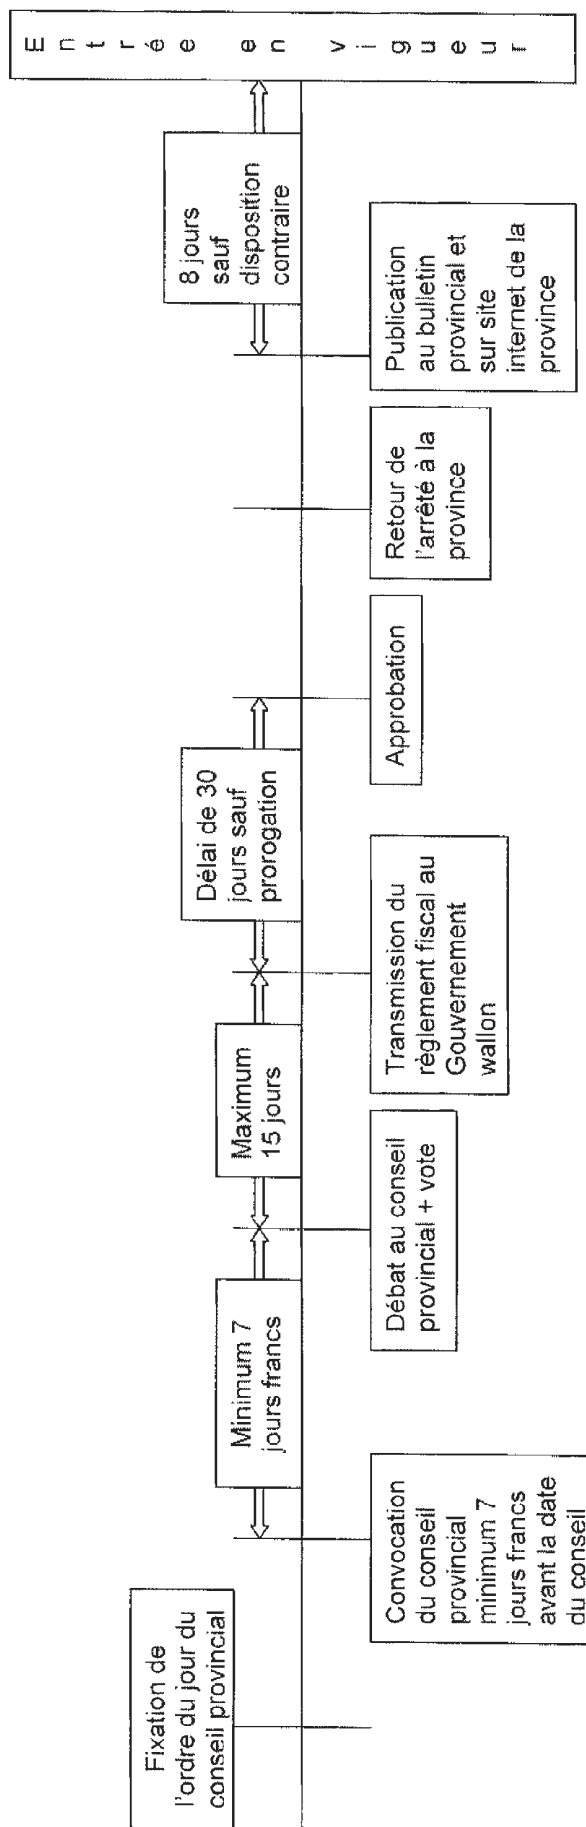 Fixation de
l'ordre du jour du
conseil provincial
Convocation
du conseil
provincial
minimum 7
jours francs
avant la date
du conseil
Minimum 7
jours francs
Débat au conseil
provincial + vote
Maximum
15 jours
Transmission du
règlement fiscal au
Gouvernement
wallon
Délai de 30
jours sauf
prorogation
Approbation
Retour de
l'arrêté à la
province
Publication
au bulletin
provincial et
sur site
internet de la
province
8 jours
sauf
disposition
contraire
Entrée en vigueur